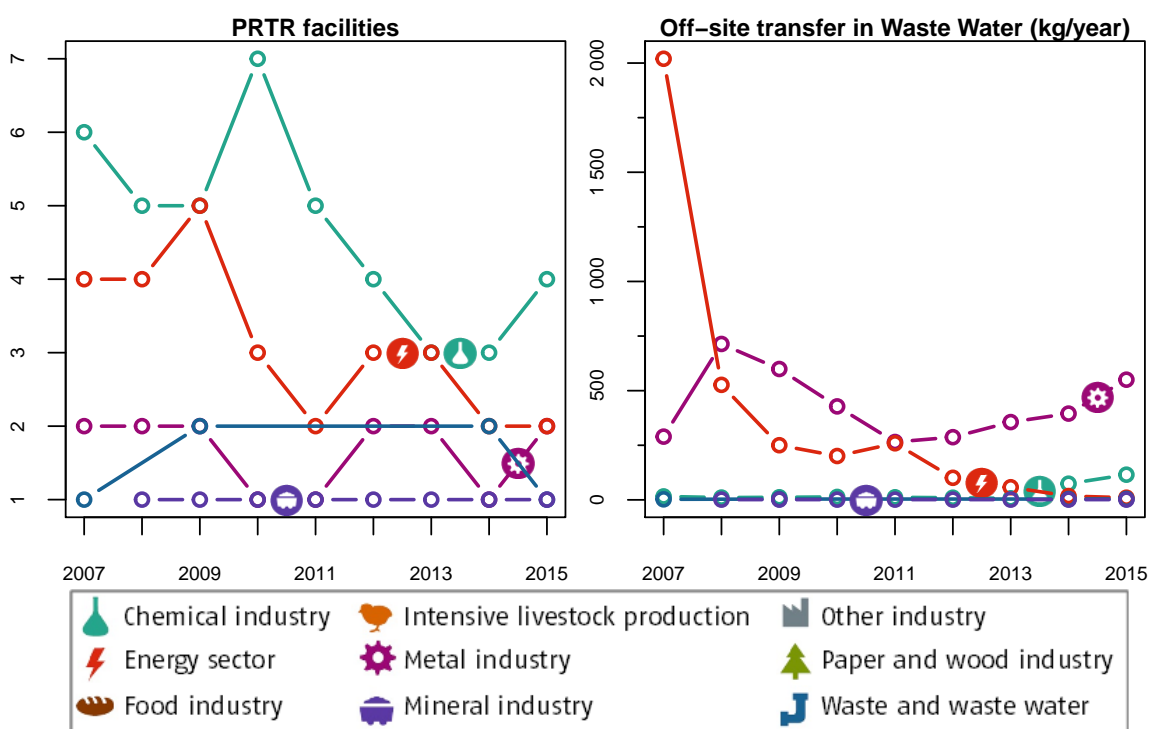 PRTR facilities
Off−site transfer in Waste Water (kg/year)
7
6
5
4
3
2
1
2 000
1 500
1 000
500
0
2007 2009 2011 2013 2015
2007 2009 2011 2013 2015
Chemical industry Intensive livestock production Other industry
Energy sector Metal industry Paper and wood industry
Food industry Mineral industry Waste and waste water